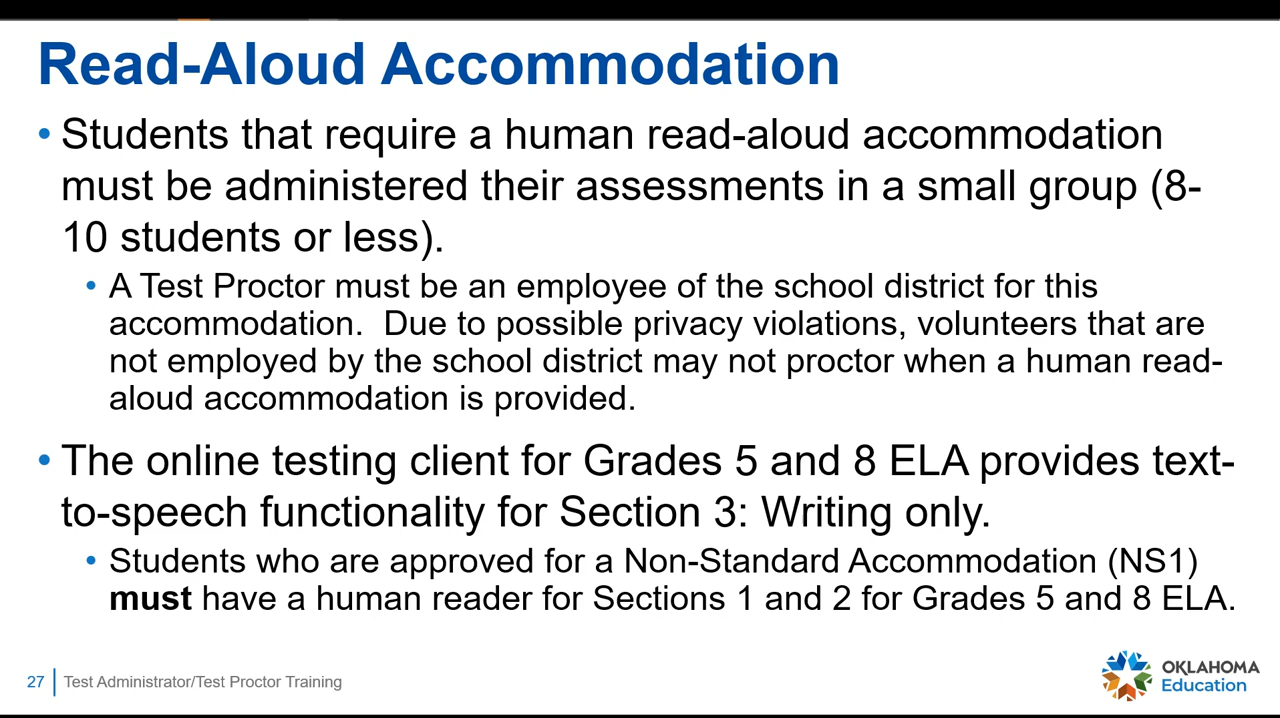 Read-Aloud Accommodation
• Students that require a human read-aloud accommodation
must be administered their assessments in a small group (8-
10 students or less).
• A Test Proctor must be an employee of the school district for this
accommodation.  Due to possible privacy violations, volunteers that are
not employed by the school district may not proctor when a human read-
aloud accommodation is provided.
• The online testing client for Grades 5 and 8 ELA provides text-
to-speech functionality for Section 3: Writing only.
• Students who are approved for a Non-Standard Accommodation (NS1)
must have a human reader for Sections 1 and 2 for Grades 5 and 8 ELA.
27 Test Administrator/Test Proctor Training
OKLAHOMA
Education